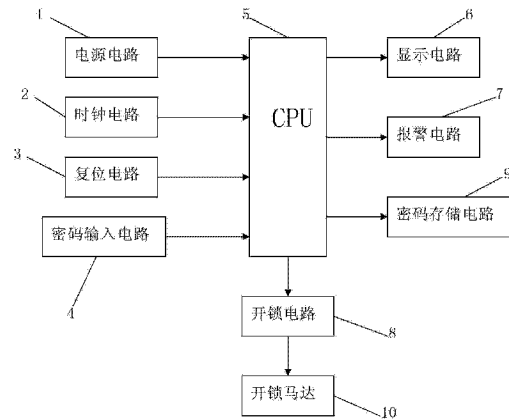 1
5
6
电源电路
显示电路
2
7
时钟电路
CPU
报警电路
3
复位电路
9
密码存储电路
密码输入电路
4
开锁电路
8
开锁马达
10